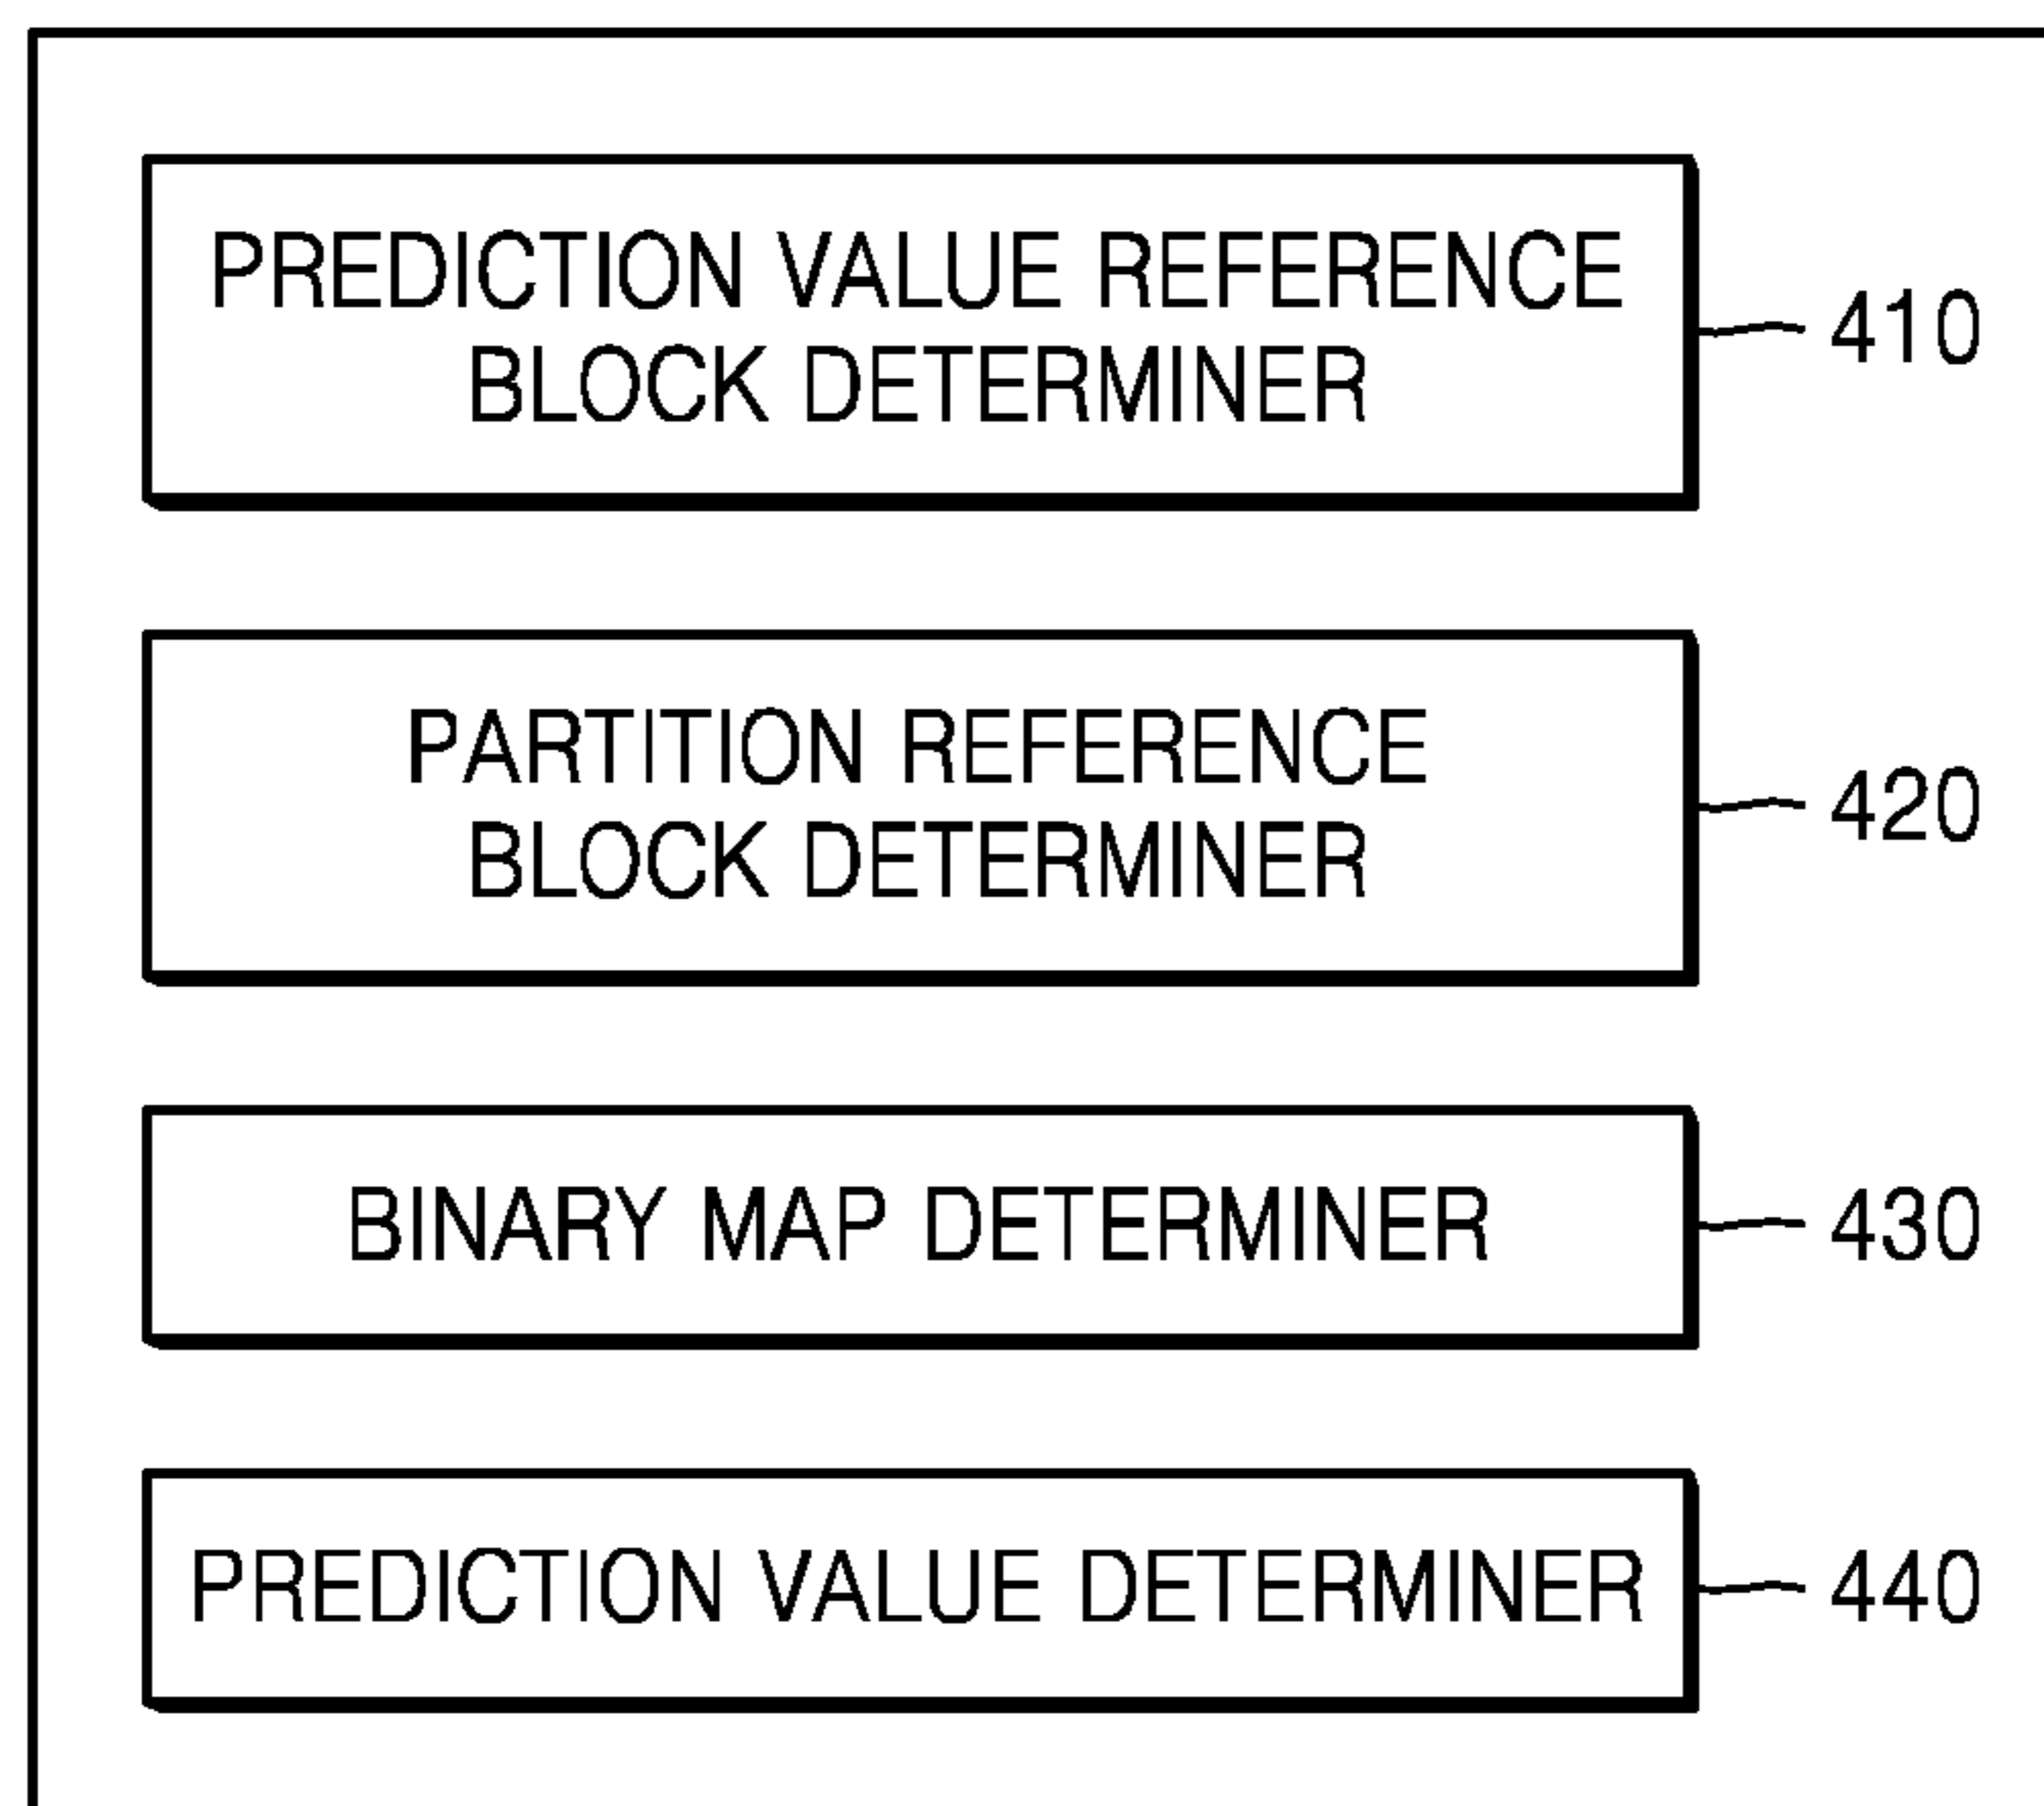 PREDICTION VALUE REFERENCE
BLOCK DETERMINER
410
PARTITION REFERENCE
BLOCK DETERMINER
420
BINARY MAP DETERMINER
430
PREDICTION VALUE DETERMINER
440